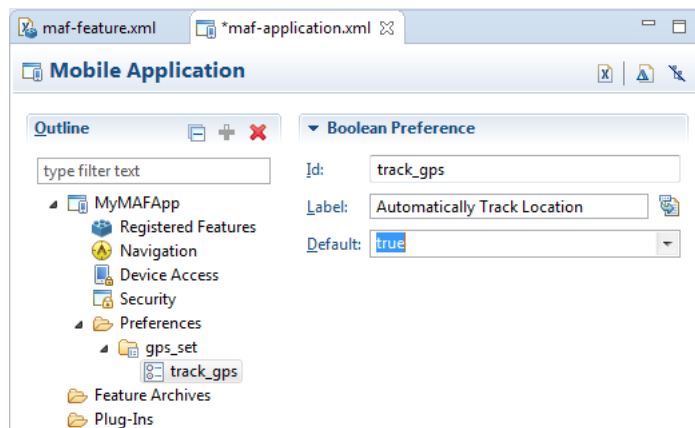 maf-feature.xml
*maf-application.xml
Mobile Application
Outline
type filter text
MyMAFApp
Registered Features
Navigation
Device Access
Security
Preferences
gps_set
track_gps
Feature Archives
Plug-Ins
Boolean Preference
Id: track_gps
Label: Automatically Track Location
Default: true